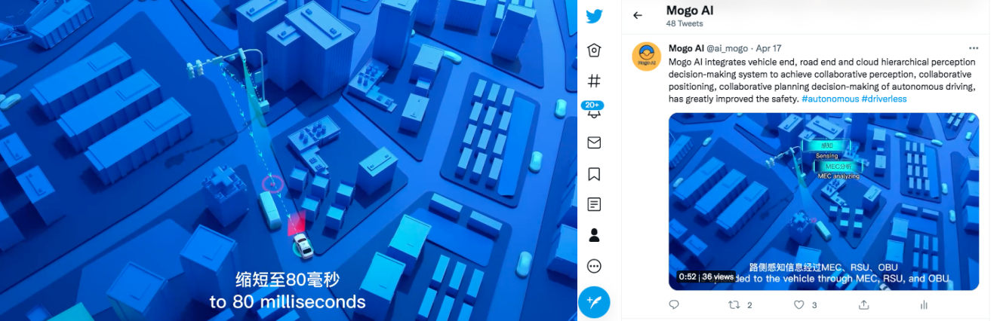 缩短至80毫秒
to 80 milliseconds
20+
Mogo AI
48 Tweets
Mogo AI
Mogo AI @ai_mogo · Apr 17
Mogo AI integrates vehicle end, road end and cloud hierarchical perception
decision-making system to achieve collaborative perception, collaborative
positioning, collaborative planning decision-making of autonomous driving,
has greatly improved the safety. #autonomous #driverless
感知
Sensing
MEC分析
MEC analyzing
路侧感知信息经过MEC、RSU、OBU
0:52 | 36 views
ded to the vehicle through MEC, RSU, and OBU
2
3